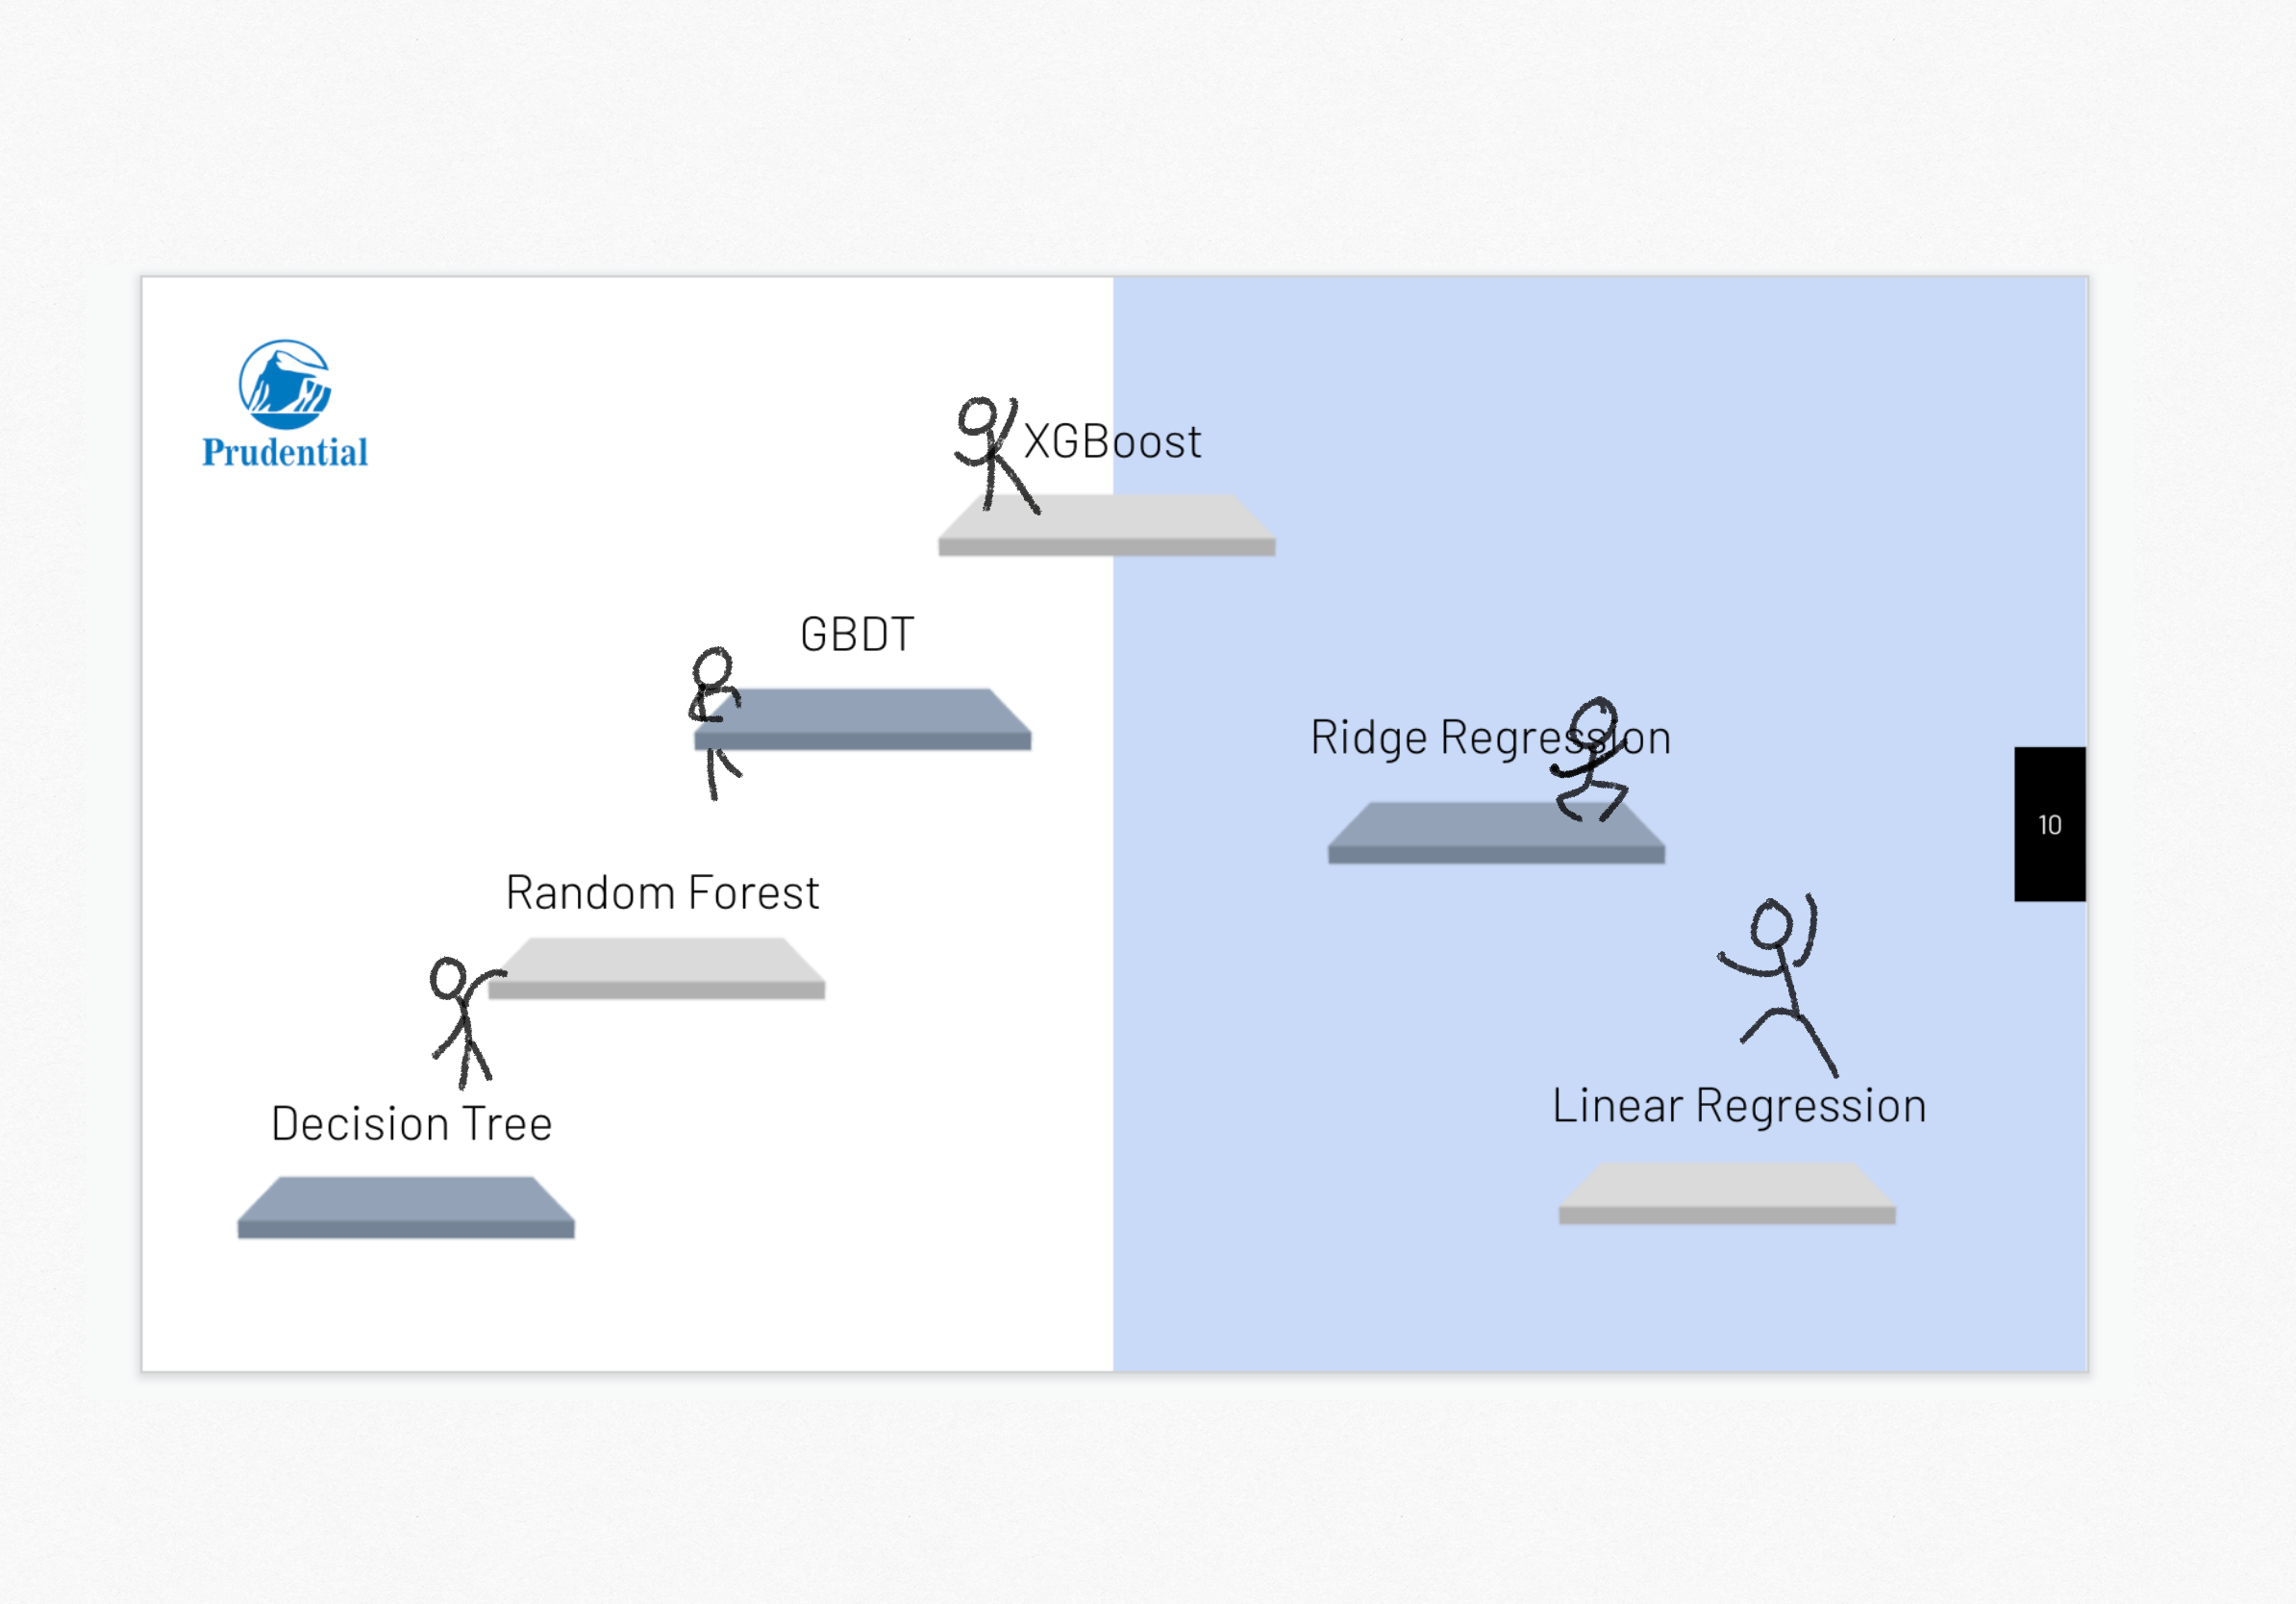 Prudential
XGBoost
GBDT
Ridge Regression
10
Random Forest
Linear Regression
Decision Tree